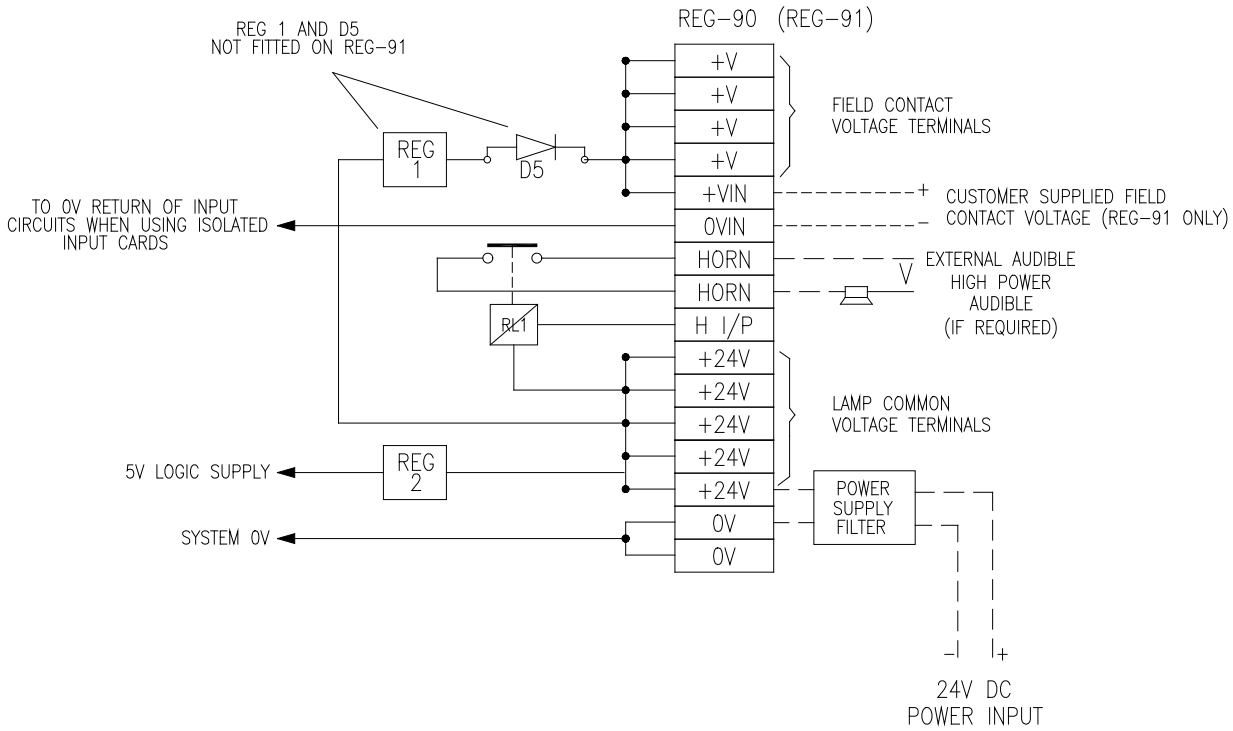 REG-90 (REG-91)
REG 1 AND D5
NOT FITTED ON REG-91
+V
+V
+V
+V
FIELD CONTACT
VOLTAGE TERMINALS
REG
1
D5
+VIN
+
CUSTOMER SUPPLIED FIELD
CONTACT VOLTAGE (REG-91 ONLY)
0VIN
-
TO 0V RETURN OF INPUT
CIRCUITS WHEN USING ISOLATED
INPUT CARDS
HORN
HORN
V
EXTERNAL AUDIBLE
HIGH POWER
AUDIBLE
(IF REQUIRED)
RL1
H I/P
+24V
+24V
+24V
+24V
+24V
LAMP COMMON
VOLTAGE TERMINALS
5V LOGIC SUPPLY
REG
2
POWER
SUPPLY
FILTER
SYSTEM 0V
0V
0V
-
+
24V DC
POWER INPUT